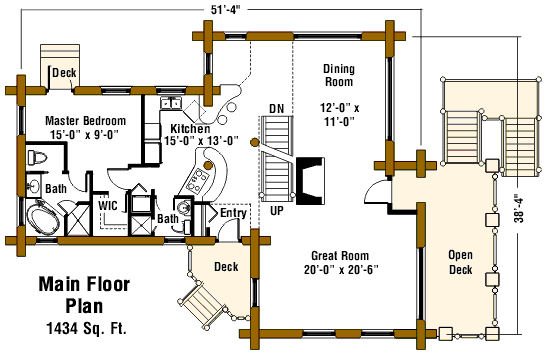 51'-4"
Deck
Dining
Room
12'-0" x
11'-0"
Master Bedroom
15'-0" x 9'-0"
Kitchen
15'-0" x 13'-0"
DN
Bath
WIC
Bath
Entry
UP
38'-4"
Great Room
20'-0" x 20'-6"
Open
Deck
Deck
Main Floor
Plan
1434 Sq. Ft.